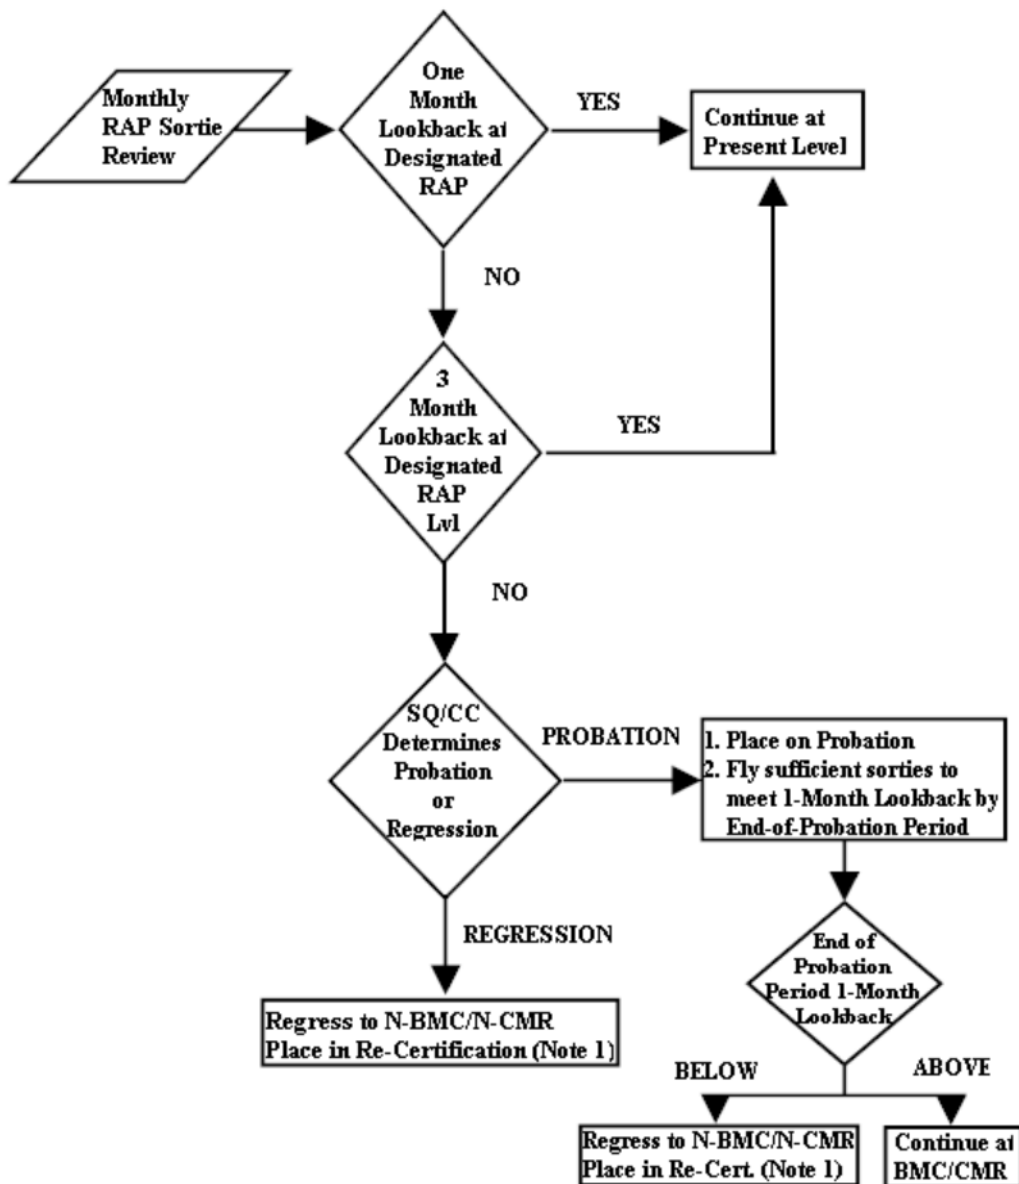 Monthly
RAP Sortie
Review
One
Month
Lookback at
Designated
RAP
YES
Continue at
Present Level
NO
3
Month
Lookback at
Designated
RAP
Lvl
YES
NO
SQ/CC
Determines
Probation
or
Regression
PROBATION
1. Place on Probation
2. Fly sufficient sorties to
meet 1-Month Lookback by
End-of-Probation Period
REGRESSION
Regress to N-BMC/N-CMR
Place in Re-Certification (Note 1)
End of
Probation
Period 1-Month
Lookback
BELOW
ABOVE
Regress to N-BMC/N-CMR
Place in Re-Cert. (Note 1)
Continue at
BMC/CMR